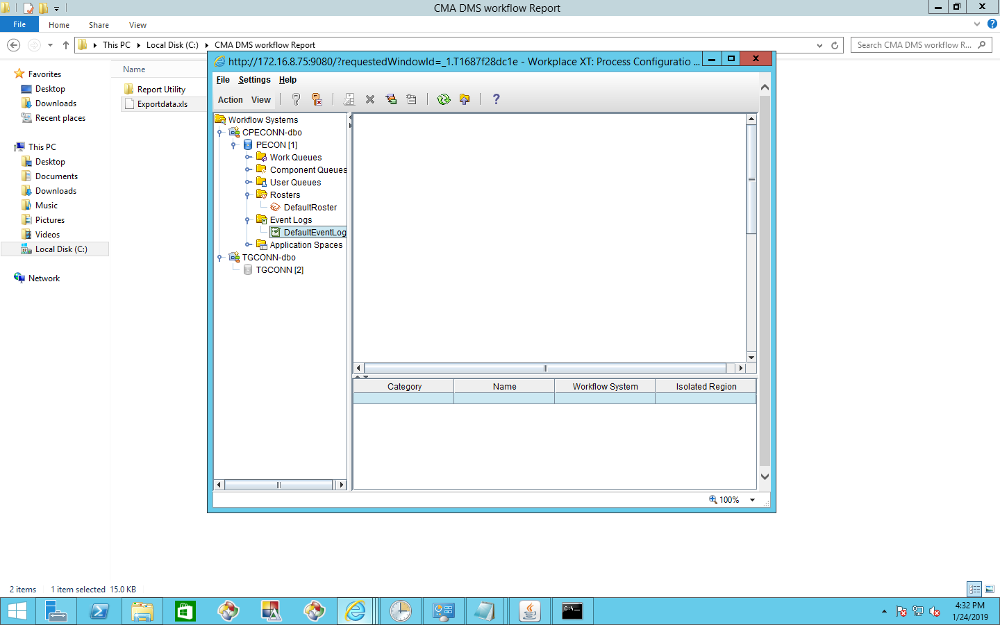 CMA DMS workflow Report
File Home Share View
This PC Local Disk (C:) CMA DMS workflow Report
Search CMA DMS workflow R...
Favorites
Desktop
Downloads
Recent places
This PC
Desktop
Documents
Downloads
Music
Pictures
Videos
Local Disk (C:)
Network
Name
Report Utility
Exportdata.xls
http://172.16.8.75:9080/?requestedWindowId=_1.T1687f28dc1e - Workplace XT: Process Configuratio ...
File Settings Help
Action View
Workflow Systems
CPECONN-dbo
PECON [1]
Work Queues
Component Queues
User Queues
Rosters
DefaultRoster
Event Logs
DefaultEventLog
Application Spaces
TGCONN-dbo
TGCONN [2]
Category Name Workflow System Isolated Region
100%
2 items 1 item selected 15.0 KB
4:32 PM
1/24/2019